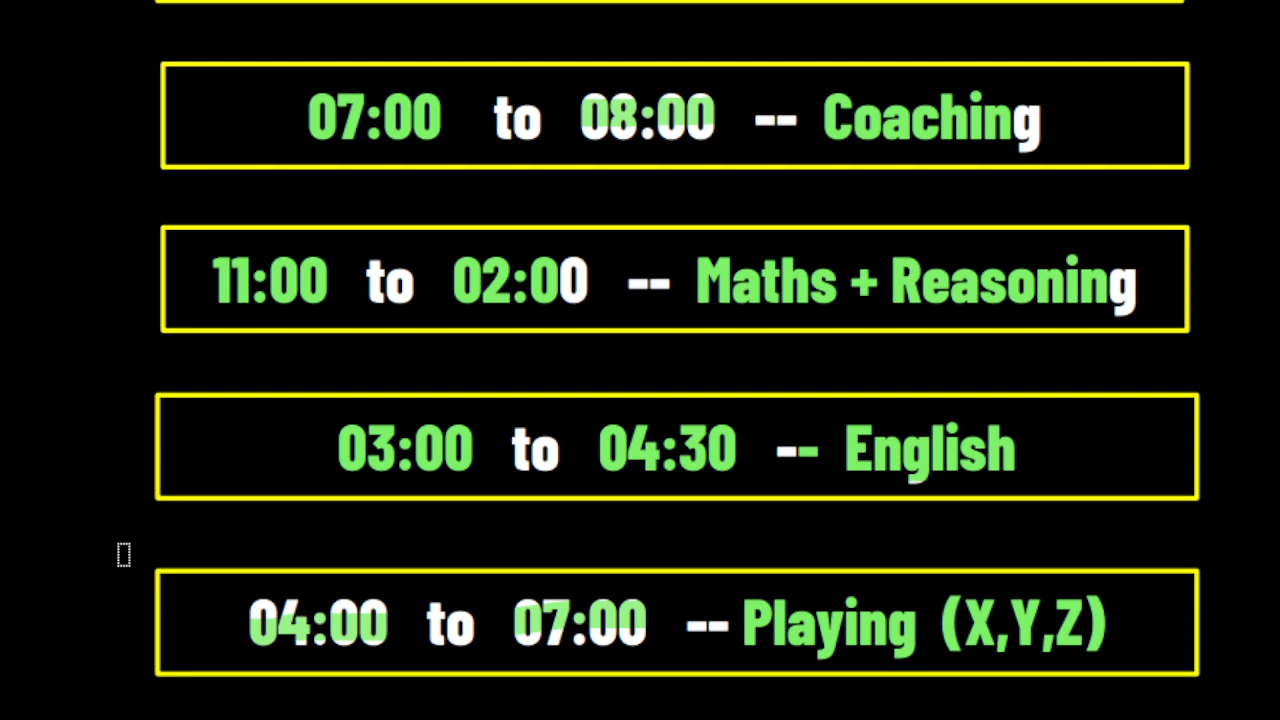 07:00 to 08:00 -- Coaching
11:00 to 02:00 -- Maths + Reasoning
03:00 to 04:30 -- English
04:00 to 07:00 -- Playing (X,Y,Z)